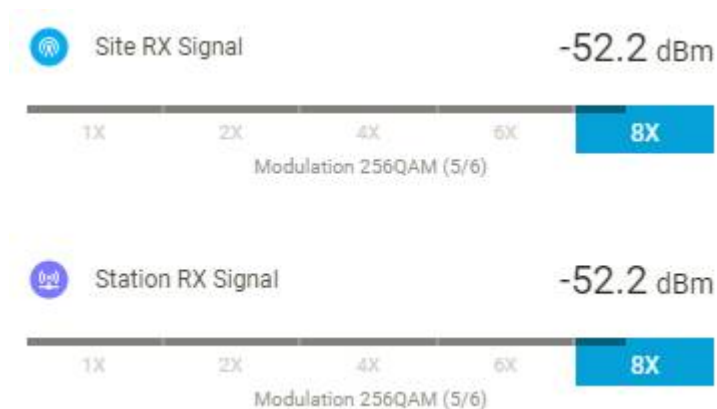 Site RX Signal -52.2 dBm
1X 2X 4X 6X 8X
Modulation 256QAM (5/6)
Station RX Signal -52.2 dBm
1X 2X 4X 6X 8X
Modulation 256QAM (5/6)